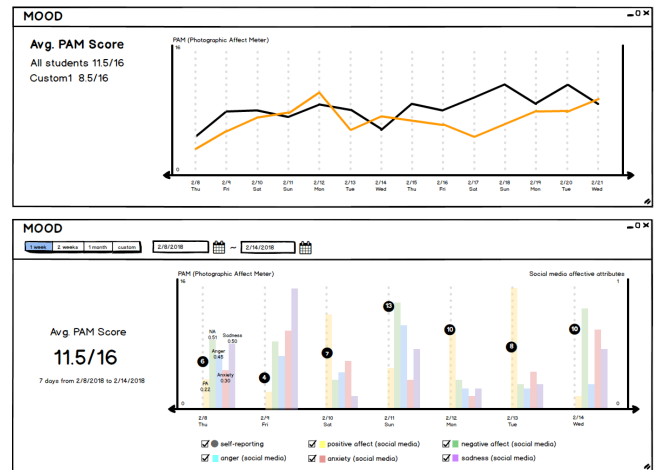 MOOD
Avg. PAM Score
All students 11.5/16
Custom1 8.5/16
PAM (Photographic Affect Meter)
16
0
2/8 2/9 2/10 2/11 2/12 2/13 2/14 2/15 2/16 2/17 2/18 2/19 2/20 2/21
Thu Fri Sat Sun Mon Tue Wed Thu Fri Sat Sun Mon Tue Wed
MOOD
1 week 2 weeks 1 month custom 2/8/2018 ~ 2/14/2018
PAM (Photographic Affect Meter) Social media affective attributes
16 1
Avg. PAM Score
11.5/16
7 days from 2/8/2018 to 2/14/2018
NA
0.51
Sadness
0.50
Anger
0.45
Anxiety
0.30
PA
0.22
6 4 7 13 10 8 10
0 0
2/8 2/9 2/10 2/11 2/12 2/13 2/14
Thu Fri Sat Sun Mon Tue Wed
self-reporting positive affect (social media) negative affect (social media)
anger (social media) anxiety (social media) sadness (social media)